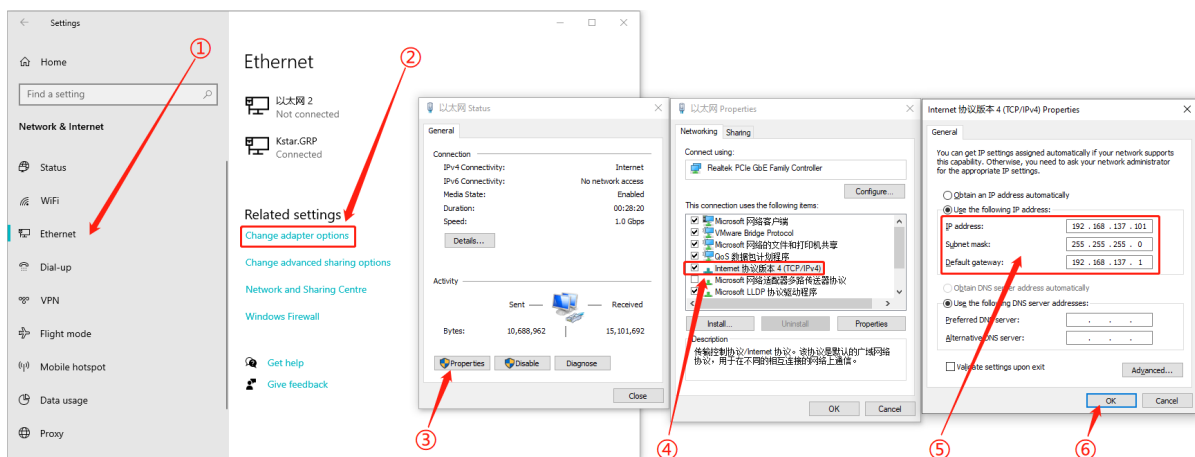 Settings
①
Home
Find a setting
Network & Internet
Status
WiFi
Ethernet
Dial-up
VPN
Flight mode
Mobile hotspot
Data usage
Proxy
Ethernet
②
以太网 2
Not connected
Kstar.GRP
Connected
Related settings
Change adapter options
Change advanced sharing options
Network and Sharing Centre
Windows Firewall
Get help
Give feedback
以太网 Status
General
Connection
IPv4 Connectivity: Internet
IPv6 Connectivity: No network access
Media State: Enabled
Duration: 00:28:20
Speed: 1.0 Gbps
Details...
Activity
Sent Received
Bytes: 10,688,962 15,101,692
Properties Disable Diagnose
Close
③
以太网 Properties
Networking Sharing
Connect using:
Realtek PCIe GbE Family Controller
Configure...
This connection uses the following items:
Microsoft 网络客户端
VMware Bridge Protocol
Microsoft 网络的文件和打印机共享
QoS 数据包计划程序
Internet 协议版本 4 (TCP/IPv4)
Microsoft 网络适配器多路传送器协议
Microsoft LLDP 协议驱动程序
Install... Uninstall Properties
Description
传输控制协议/Internet 协议。该协议是默认的广域网络
协议，用于在不同的相互连接的网络上通信。
OK Cancel
④
Internet 协议版本 4 (TCP/IPv4) Properties
General
You can get IP settings assigned automatically if your network supports
this capability. Otherwise, you need to ask your network administrator
for the appropriate IP settings.
Obtain an IP address automatically
Use the following IP address:
IP address: 192 . 168 . 137 . 101
Subnet mask: 255 . 255 . 255 . 0
Default gateway: 192 . 168 . 137 . 1
Obtain DNS server address automatically
Use the following DNS server addresses:
Preferred DNS server: . . .
Alternative DNS server: . . .
Validate settings upon exit
Advanced...
OK Cancel
⑤
⑥